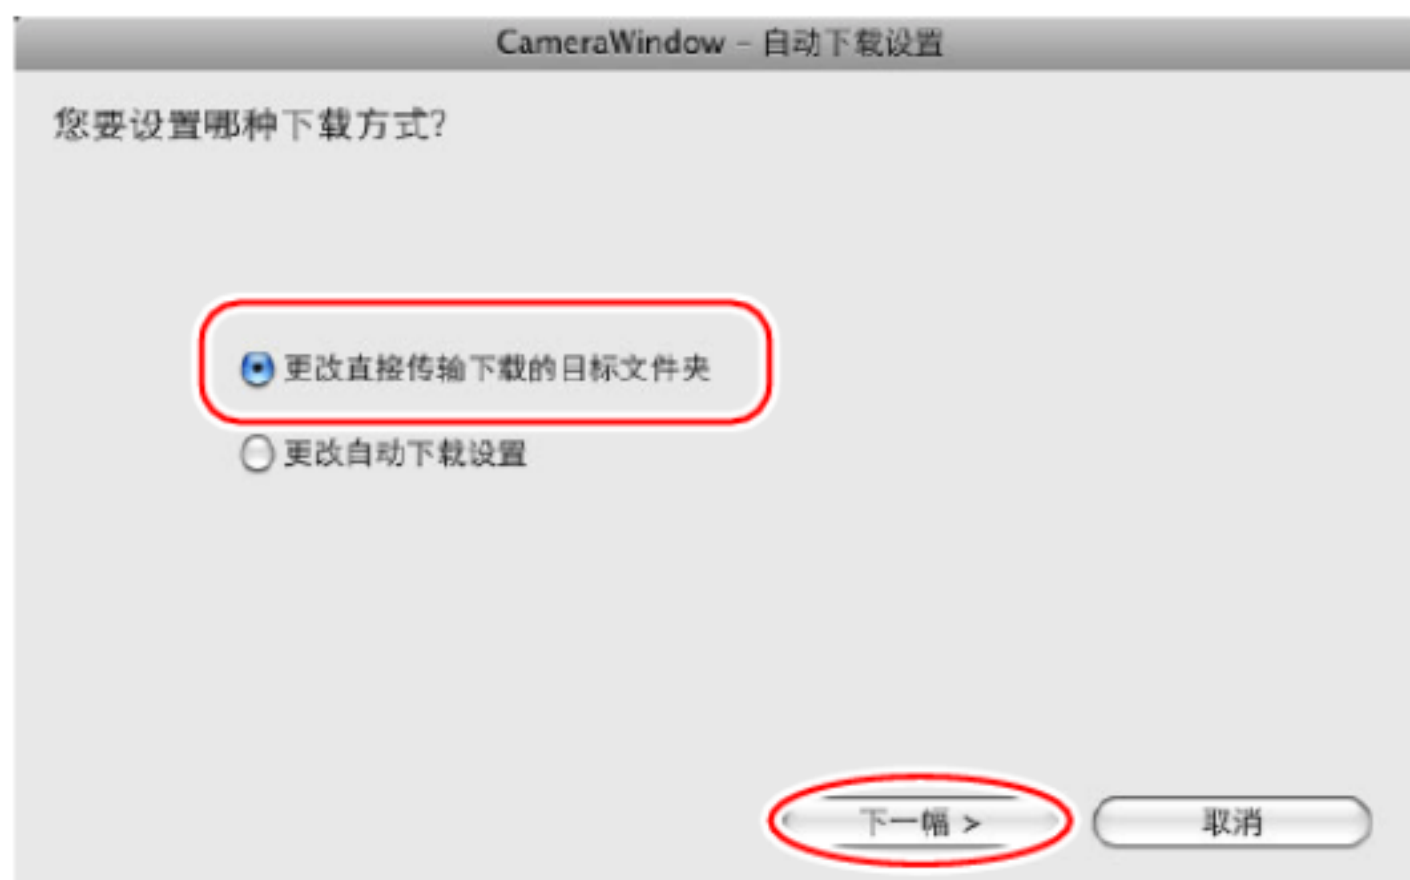 CameraWindow – 自动下载设置
您要设置哪种下载方式?
更改直接传输下载的目标文件夹
更改自动下载设置
下一幅 >
取消